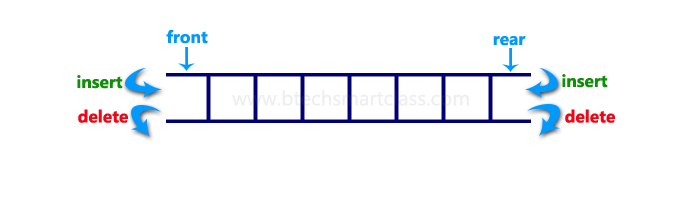 front
rear
insert
insert
www.btechsmartclass.com
delete
delete